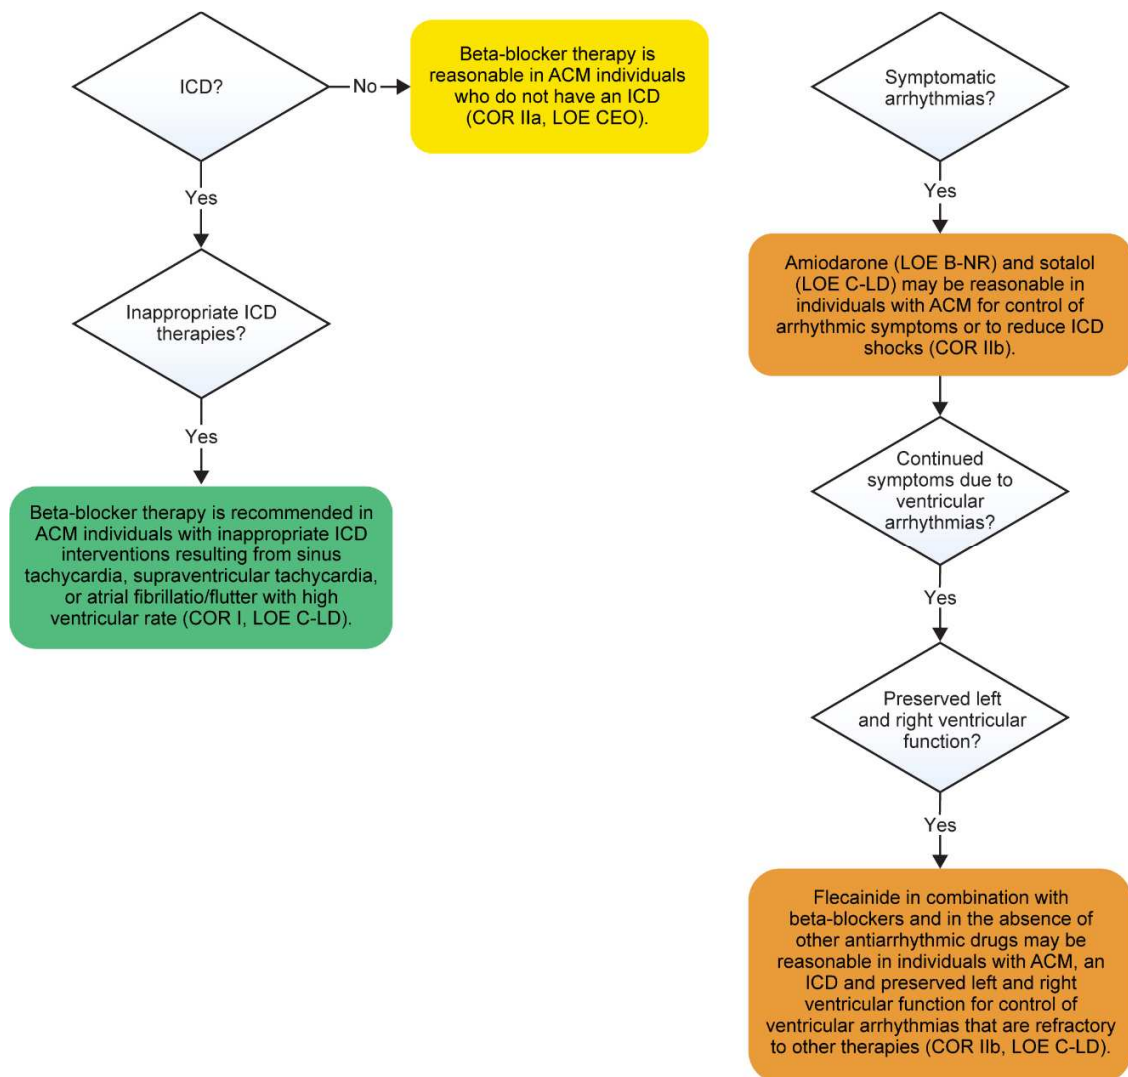 ICD?
No
Beta-blocker therapy is
reasonable in ACM individuals
who do not have an ICD
(COR IIa, LOE CEO).
Yes
Inappropriate ICD
therapies?
Yes
Beta-blocker therapy is recommended in
ACM individuals with inappropriate ICD
interventions resulting from sinus
tachycardia, supraventricular tachycardia,
or atrial fibrillatio/flutter with high
ventricular rate (COR I, LOE C-LD).
Symptomatic
arrhythmias?
Yes
Amiodarone (LOE B-NR) and sotalol
(LOE C-LD) may be reasonable in
individuals with ACM for control of
arrhythmic symptoms or to reduce ICD
shocks (COR IIb).
Continued
symptoms due to
ventricular
arrhythmias?
Yes
Preserved left
and right ventricular
function?
Yes
Flecainide in combination with
beta-blockers and in the absence of
other antiarrhythmic drugs may be
reasonable in individuals with ACM, an
ICD and preserved left and right
ventricular function for control of
ventricular arrhythmias that are refractory
to other therapies (COR IIb, LOE C-LD).